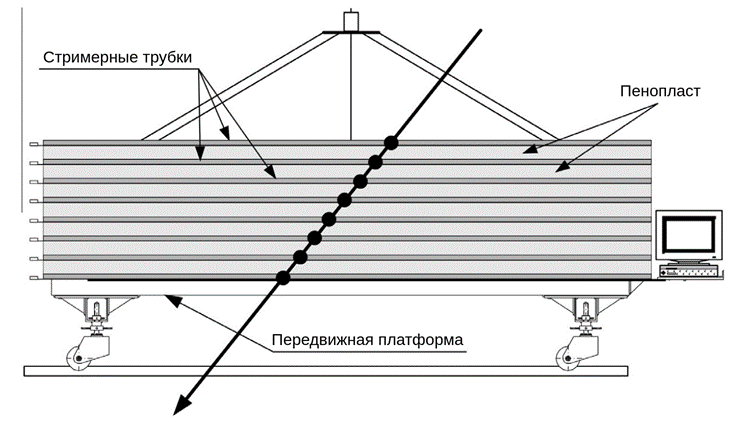 Стримерные трубки
Пенопласт
Передвижная платформа